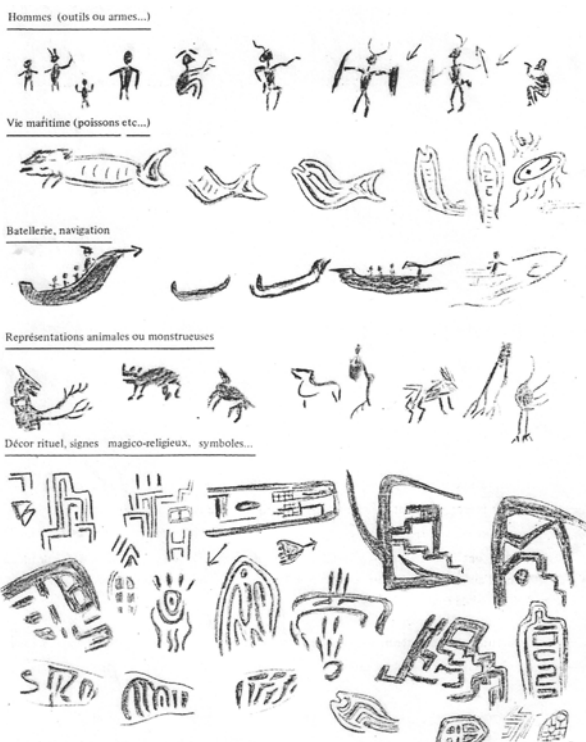 Hommes (outils ou armes...)
Vie maritime (poissons etc...)
Batellerie, navigation
Représentations animales ou monstrueuses
Décor rituel, signes magico-religieux, symboles...